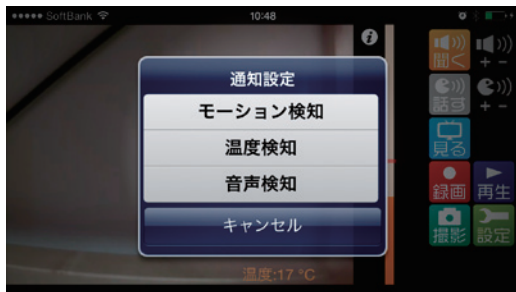 SoftBank
10:48
通知設定
モーション検知
温度検知
音声検知
キャンセル
温度:17 °C
聞く
+ -
話す
+ -
見る
録画
再生
撮影
設定